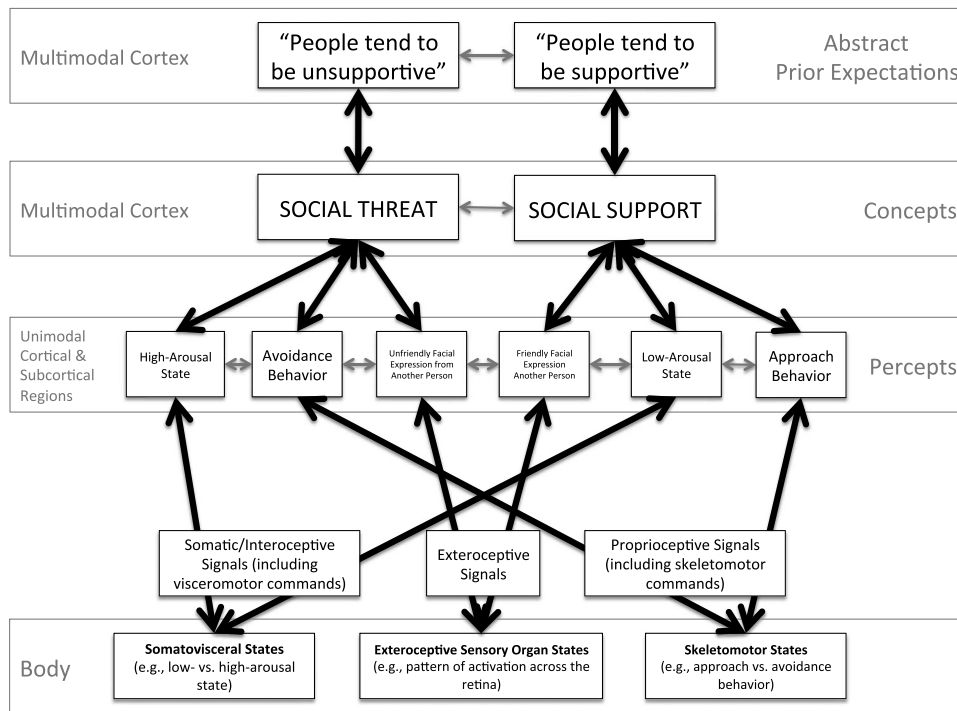 Multimodal Cortex
“People tend to
be unsupportive”
“People tend to
be supportive”
Abstract
Prior Expectations
Multimodal Cortex
SOCIAL THREAT
SOCIAL SUPPORT
Concepts
Unimodal
Cortical &
Subcortical
Regions
High-Arousal
State
Avoidance
Behavior
Unfriendly Facial
Expression from
Another Person
Friendly Facial
Expression
Another Person
Low-Arousal
State
Approach
Behavior
Percepts
Somatic/Interoceptive
Signals (including
visceromotor commands)
Exteroceptive
Signals
Proprioceptive Signals
(including skeletomotor
commands)
Body
Somatovisceral States
(e.g., low- vs. high-arousal
state)
Exteroceptive Sensory Organ States
(e.g., pattern of activation across the
retina)
Skeletomotor States
(e.g., approach vs. avoidance
behavior)